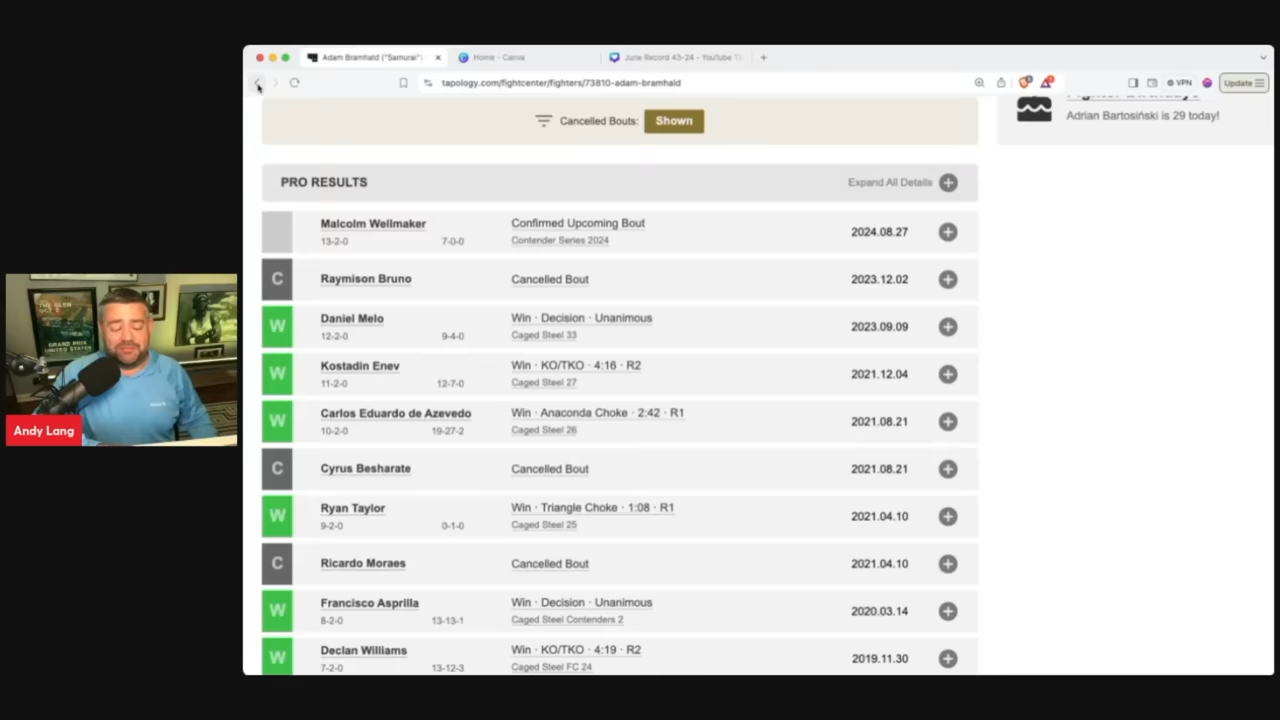 Adam Bramhald ("Samurai")
Home - Canva
June Record 43-24 - YouTube T
tapology.com/fightcenter/fighters/73810-adam-bramhald
VPN
Update
Cancelled Bouts: Shown
Adrian Bartosiński is 29 today!
PRO RESULTS
Expand All Details
Malcolm Wellmaker
Confirmed Upcoming Bout
2024.08.27
13-2-0
7-0-0
Contender Series 2024
C
Raymison Bruno
Cancelled Bout
2023.12.02
W
Daniel Melo
Win · Decision · Unanimous
2023.09.09
12-2-0
9-4-0
Caged Steel 33
W
Kostadin Enev
Win · KO/TKO · 4:16 · R2
2021.12.04
11-2-0
12-7-0
Caged Steel 27
W
Carlos Eduardo de Azevedo
Win · Anaconda Choke · 2:42 · R1
2021.08.21
10-2-0
19-27-2
Caged Steel 26
C
Cyrus Besharate
Cancelled Bout
2021.08.21
W
Ryan Taylor
Win · Triangle Choke · 1:08 · R1
2021.04.10
9-2-0
0-1-0
Caged Steel 25
C
Ricardo Moraes
Cancelled Bout
2021.04.10
W
Francisco Asprilla
Win · Decision · Unanimous
2020.03.14
8-2-0
13-13-1
Caged Steel Contenders 2
W
Declan Williams
Win · KO/TKO · 4:19 · R2
2019.11.30
7-2-0
13-12-3
Caged Steel FC 24
GRAND PRIX
UNITED STATES
Andy Lang